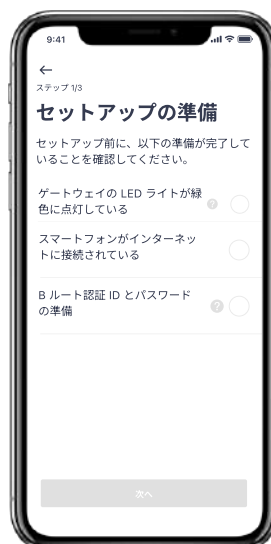 9:41
ステップ 1/3
セットアップの準備
セットアップ前に、以下の準備が完了して
いることを確認してください。
ゲートウェイの LED ライトが緑
色に点灯している
?
スマートフォンがインターネッ
トに接続されている
B ルート認証 ID とパスワード
の準備
?
次へ